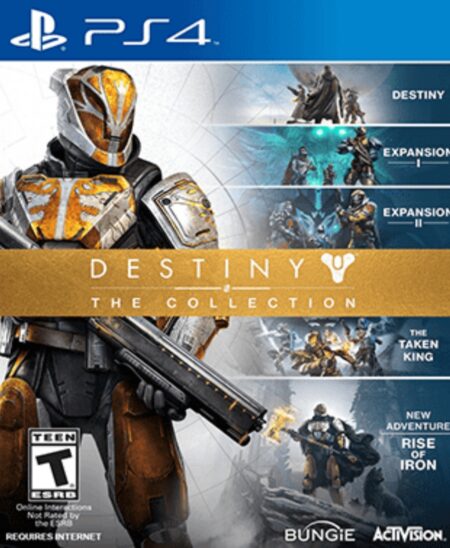 PS4
DESTINY
EXPANSION
I
EXPANSION
II
DESTINY
THE COLLECTION
THE
TAKEN
KING
NEW
ADVENTURE
RISE
OF
IRON
TEEN
T
ESRB
Online Interactions
Not Rated by
the ESRB
REQUIRES INTERNET
BUNGiE
ACTIVISION